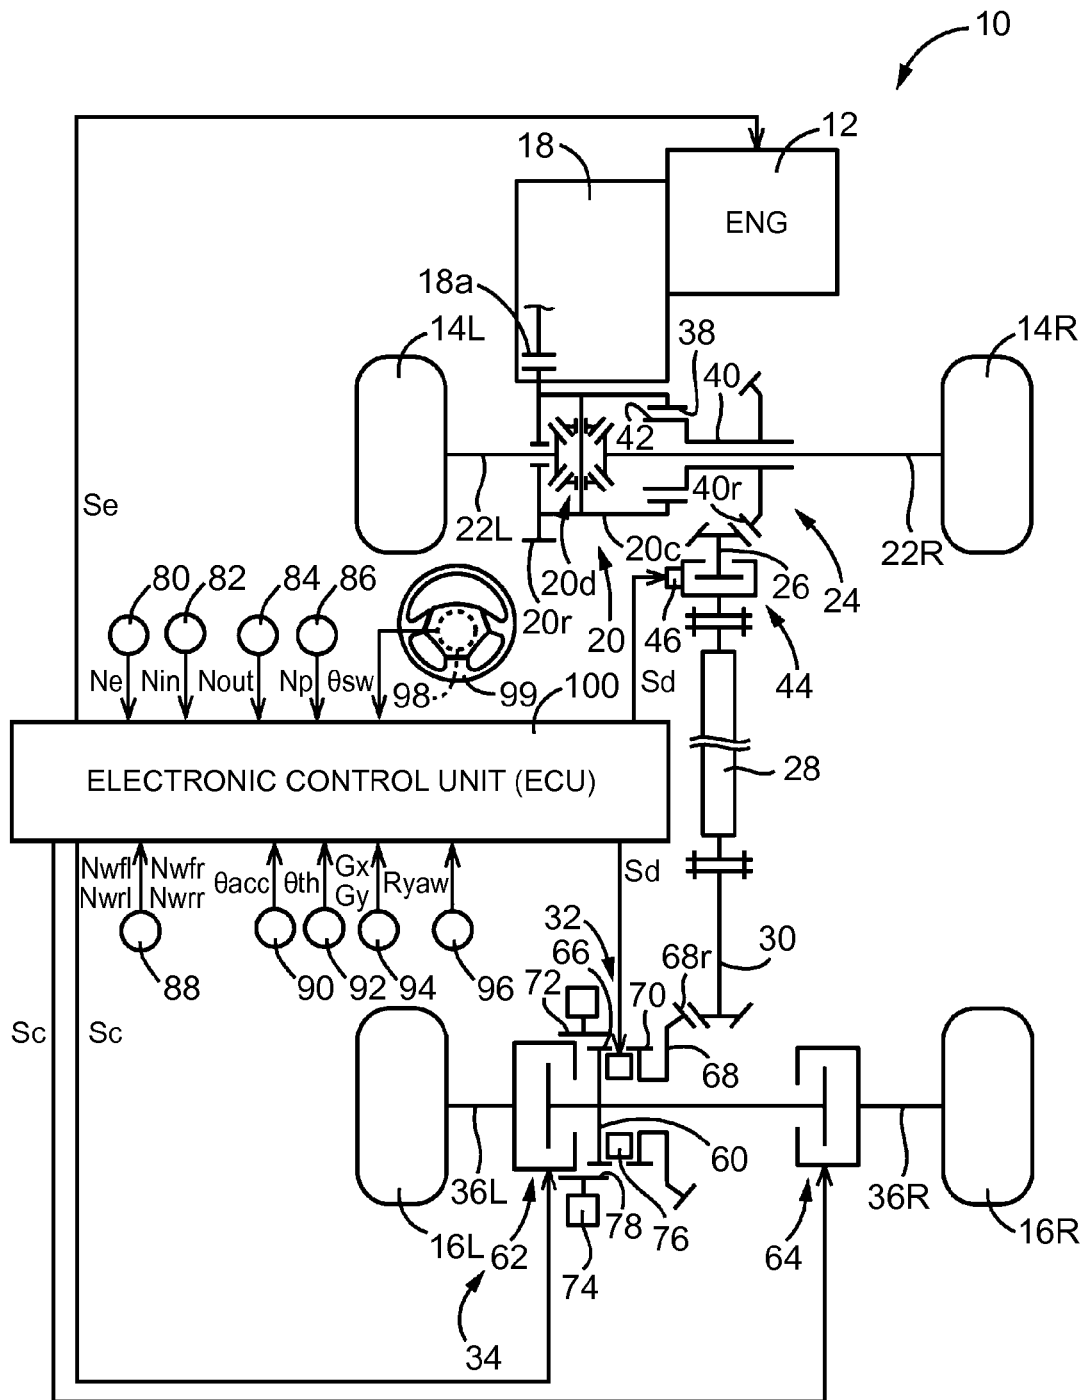 10
12
18
ENG
18a
14L
38
14R
40
42
40r
Se
22L
20c
22R
20d
26
24
80
82
84
86
20r
20
46
44
Ne
Nin
Nout
Np
θsw
98
99
100
Sd
ELECTRONIC CONTROL UNIT (ECU)
28
Nwfl
Nwfr
Nwrl
Nwrr
θacc
θth
Gx
Gy
Ryaw
Sd
32
66
68r
30
88
90
92
94
96
72
70
Sc
Sc
68
60
36L
62
78
76
64
36R
16L
74
16R
34